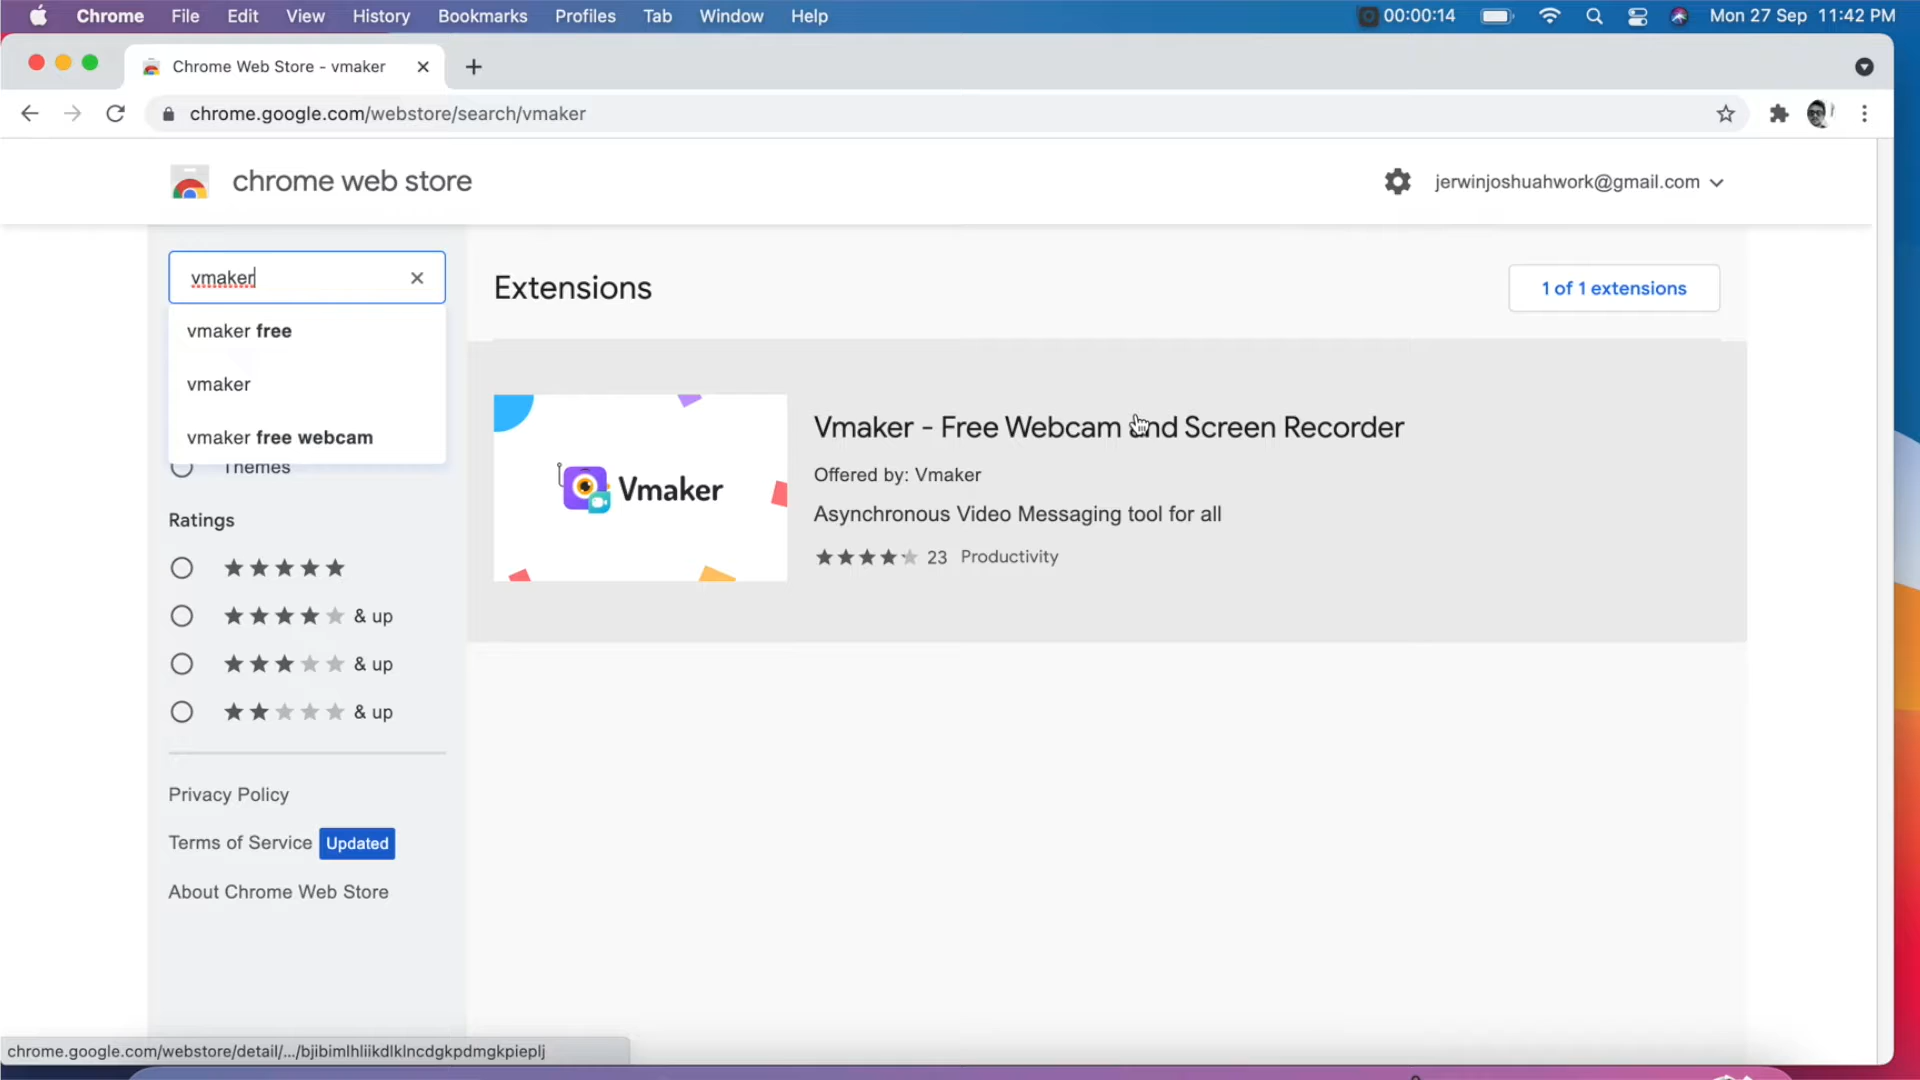 Chrome File Edit View History Bookmarks Profiles Tab Window Help 00:00:14 Mon 27 Sep 11:42 PM
Chrome Web Store - vmaker
chrome.google.com/webstore/search/vmaker
chrome web store
jerwinjoshuahwork@gmail.com
vmaker
vmaker free
vmaker
vmaker free webcam
Themes
Ratings
& up
& up
& up
Privacy Policy
Terms of Service Updated
About Chrome Web Store
Extensions
1 of 1 extensions
Vmaker
Vmaker - Free Webcam and Screen Recorder
Offered by: Vmaker
Asynchronous Video Messaging tool for all
23 Productivity
chrome.google.com/webstore/detail/.../bjibimlhliikdlklncdgkpdmgkpieplj